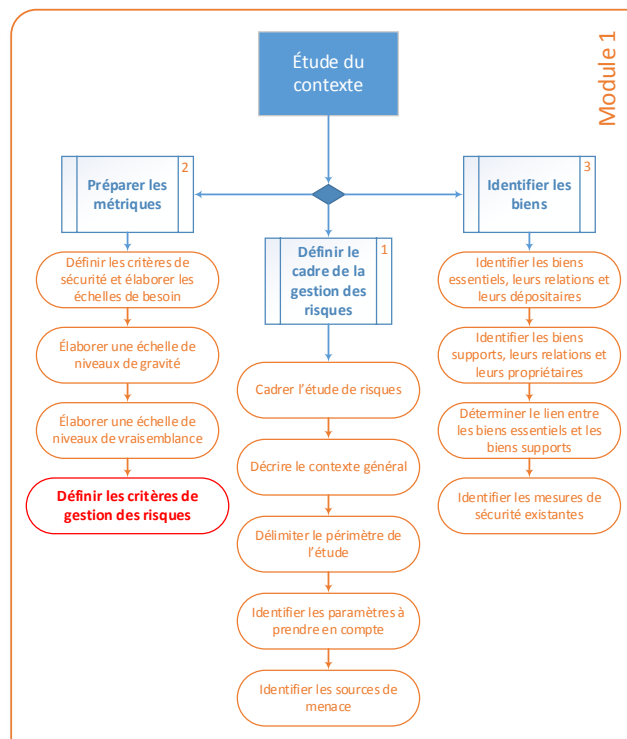 Module 1
Étude du
contexte
2
Préparer les
métriques
Définir les critères de
sécurité et élaborer les
échelles de besoin
Élaborer une échelle de
niveaux de gravité
Élaborer une échelle de
niveaux de vraisemblance
Définir les critères de
gestion des risques
1
Définir le
cadre de la
gestion des
risques
Cadrer l’étude de risques
Décrire le contexte général
Délimiter le périmètre de
l’étude
Identifier les paramètres à
prendre en compte
Identifier les sources de
menace
3
Identifier les
biens
Identifier les biens
essentiels, leurs relations et
leurs dépositaires
Identifier les biens
supports, leurs relations et
leurs propriétaires
Déterminer le lien entre
les biens essentiels et les
biens supports
Identifier les mesures de
sécurité existantes